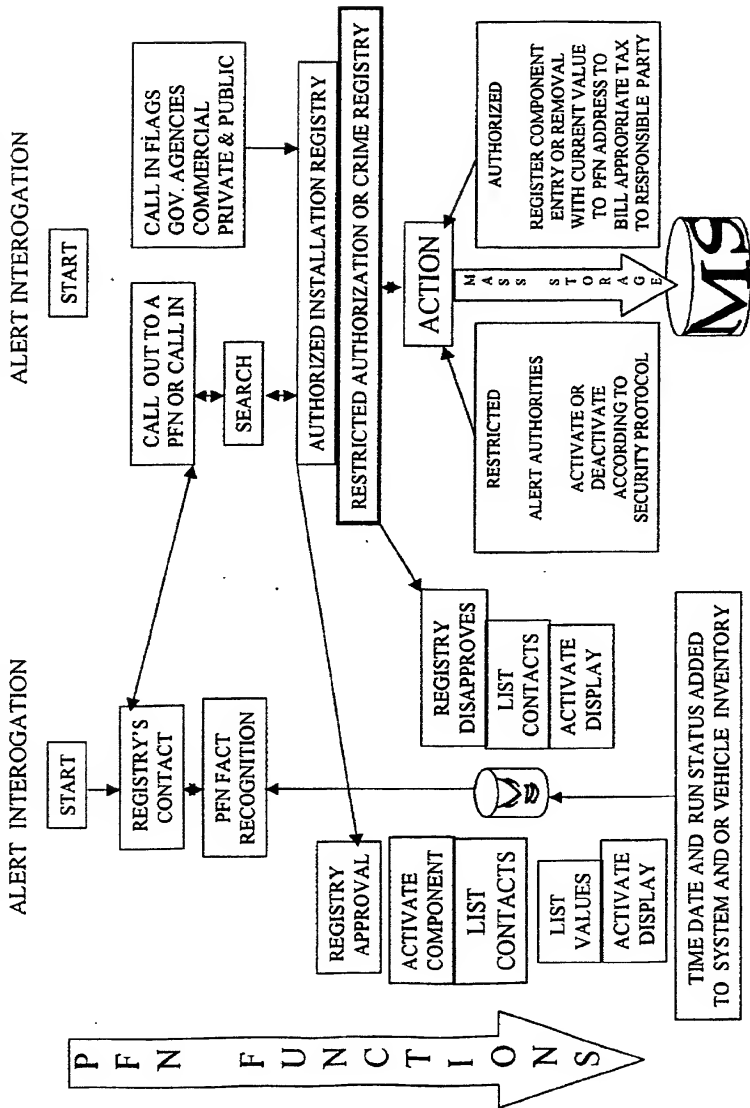 ALERT INTEROGATION
START
REGISTRY'S
CONTACT
PFN FACT
RECOGNITION
REGISTRY
APPROVAL
ACTIVATE
COMPONENT
LIST
CONTACTS
LIST
VALUES
ACTIVATE
DISPLAY
REGISTRY
DISAPPROVES
LIST
CONTACTS
ACTIVATE
DISPLAY
TIME DATE AND RUN STATUS ADDED
TO SYSTEM AND/OR VEHICLE INVENTORY
PFN FUNCTIONS
ALERT INTEROGATION
START
CALL OUT TO A
PFN OR CALL IN
SEARCH
CALL IN FLAGS
GOV. AGENCIES
COMMERCIAL
PRIVATE & PUBLIC
AUTHORIZED INSTALLATION REGISTRY
RESTRICTED AUTHORIZATION OR CRIME REGISTRY
ACTION
RESTRICTED
ALERT AUTHORITIES
ACTIVATE OR
DEACTIVATE
ACCORDING TO
SECURITY PROTOCOL
MASS STORAGE
AUTHORIZED
REGISTER COMPONENT
ENTRY OR REMOVAL
WITH CURRENT VALUE
TO PFN ADDRESS TO
BILL APPROPRIATE TAX
TO RESPONSIBLE PARTY
MS